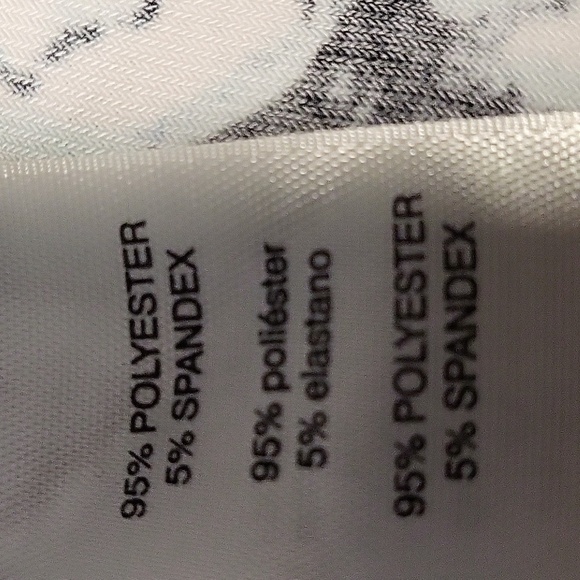 95% POLYESTER
5% SPANDEX
95% poliéster
5% elastano
95% POLYESTER
5% SPANDEX